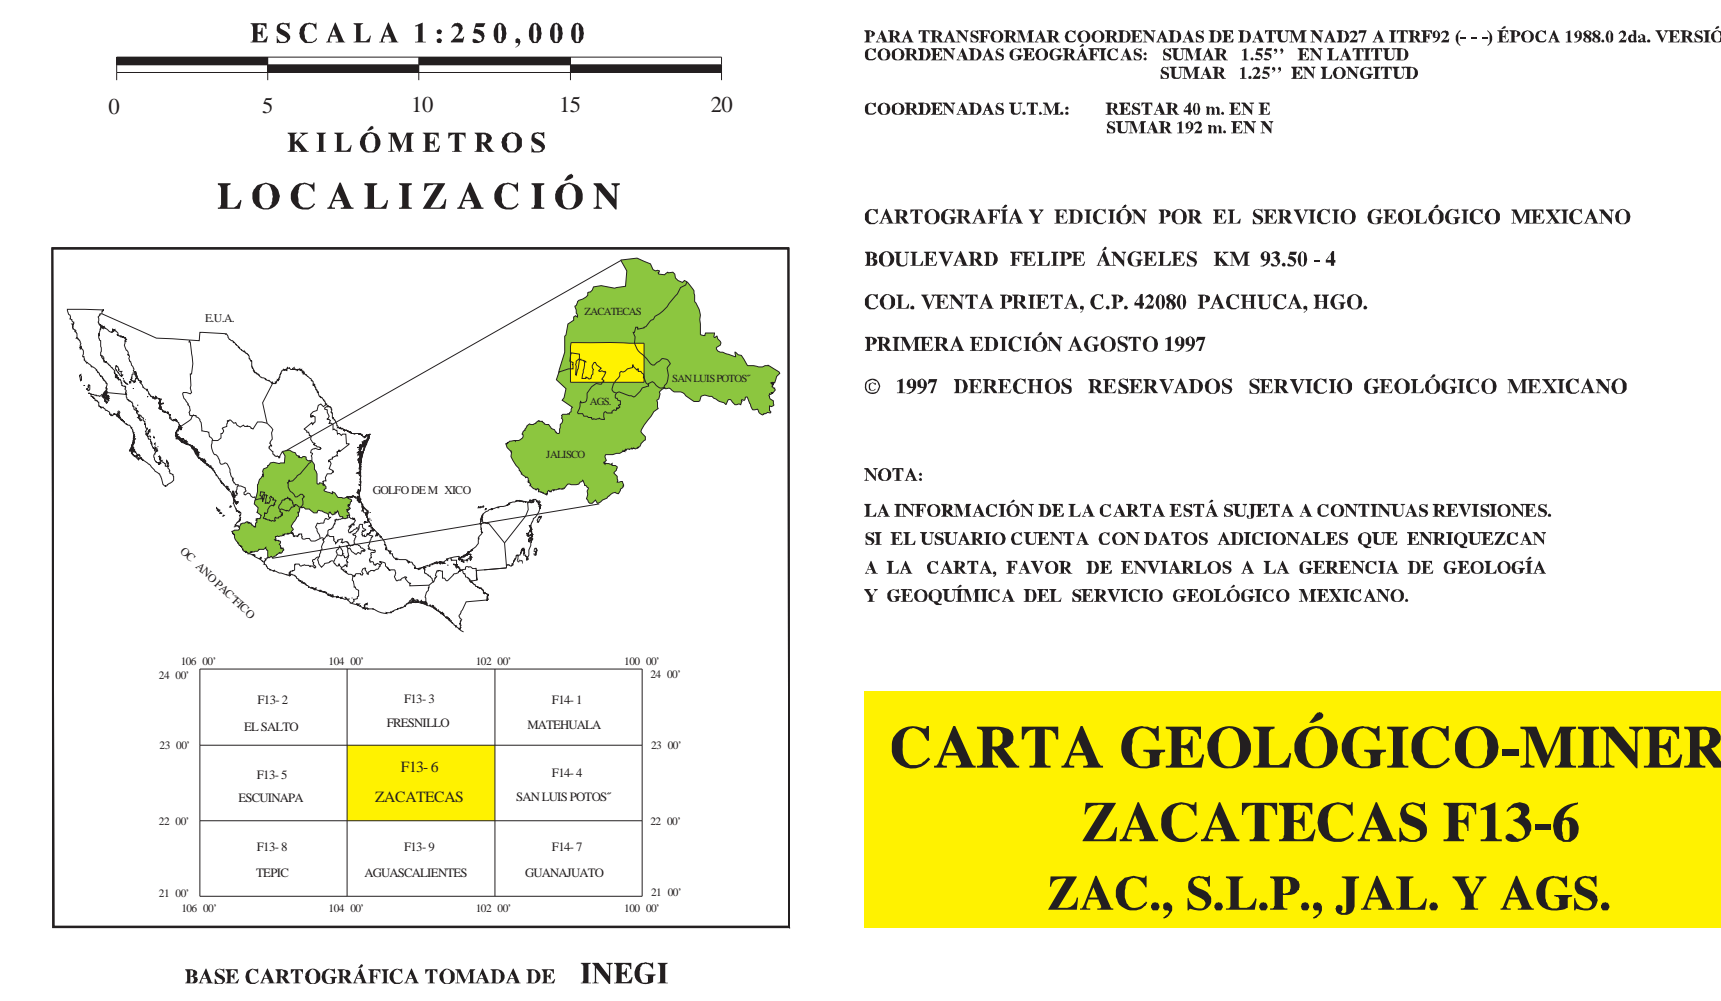 ESCALA 1:250,000
0 5 10 15 20
KILÓMETROS
LOCALIZACIÓN
E.U.A.
ZACATECAS
SAN LUIS POTOS˝
AGS.
JALISCO
GOLFO DE M XICO
OC ANO PAC˝FICO
106 00' 104 00' 102 00' 100 00'
24 00' 24 00'
F13- 2 F13- 3 F14- 1
EL SALTO FRESNILLO MATEHUALA
23 00' 23 00'
F13- 5 F13- 6 F14- 4
ESCUINAPA ZACATECAS SAN LUIS POTOS˝
22 00' 22 00'
F13- 8 F13- 9 F14- 7
TEPIC AGUASCALIENTES GUANAJUATO
21 00' 21 00'
106 00' 104 00' 102 00' 100 00'
BASE CARTOGRÁFICA TOMADA DE INEGI
PARA TRANSFORMAR COORDENADAS DE DATUM NAD27 A ITRF92 (- - -) ÉPOCA 1988.0 2da. VERSIÓ
COORDENADAS GEOGRÁFICAS: SUMAR 1.55’’ EN LATITUD
SUMAR 1.25’’ EN LONGITUD
COORDENADAS U.T.M.: RESTAR 40 m. EN E
SUMAR 192 m. EN N
CARTOGRAFÍA Y EDICIÓN POR EL SERVICIO GEOLÓGICO MEXICANO
BOULEVARD FELIPE ÁNGELES KM 93.50 - 4
COL. VENTA PRIETA, C.P. 42080 PACHUCA, HGO.
PRIMERA EDICIÓN AGOSTO 1997
© 1997 DERECHOS RESERVADOS SERVICIO GEOLÓGICO MEXICANO
NOTA:
LA INFORMACIÓN DE LA CARTA ESTÁ SUJETA A CONTINUAS REVISIONES.
SI EL USUARIO CUENTA CON DATOS ADICIONALES QUE ENRIQUEZCAN
A LA CARTA, FAVOR DE ENVIARLOS A LA GERENCIA DE GEOLOGÍA
Y GEOQUÍMICA DEL SERVICIO GEOLÓGICO MEXICANO.
CARTA GEOLÓGICO-MINER
ZACATECAS F13-6
ZAC., S.L.P., JAL. Y AGS.